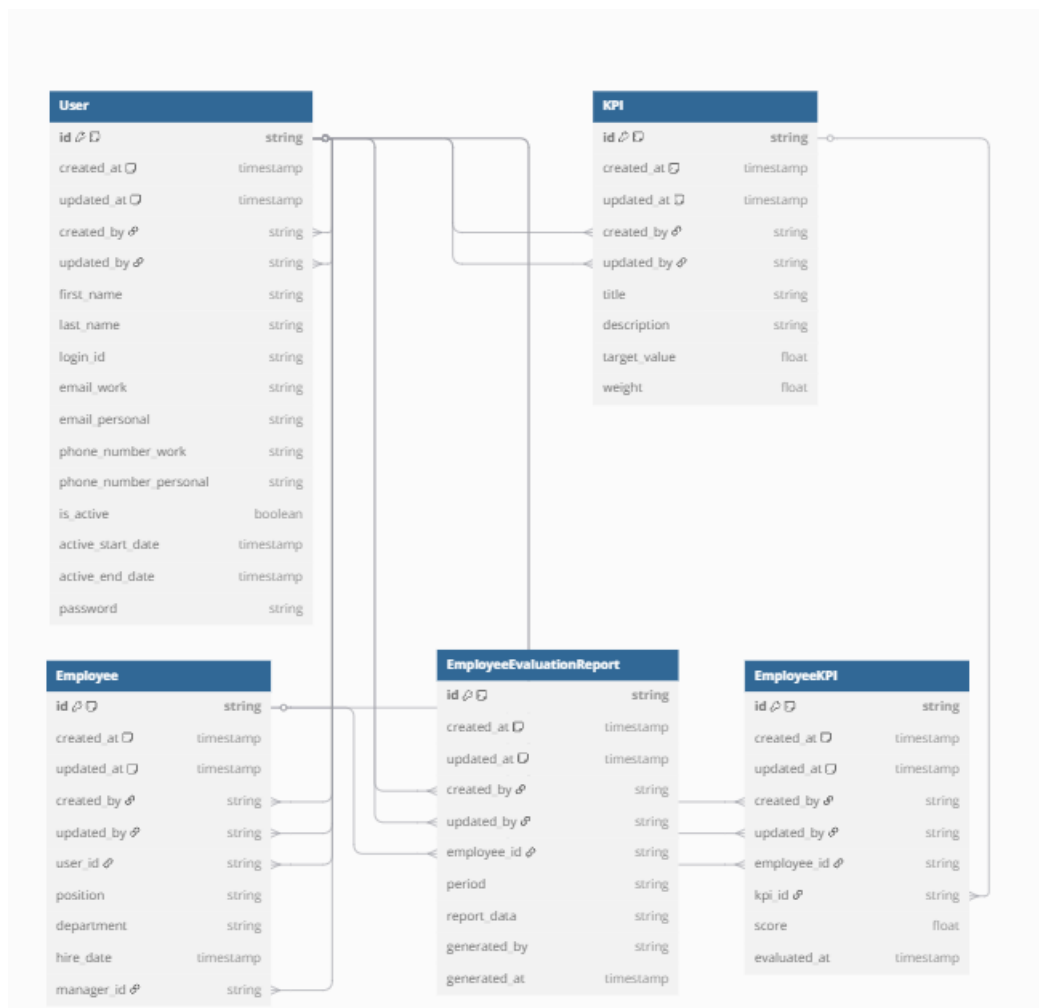 User
id string
created_at timestamp
updated_at timestamp
created_by string
updated_by string
first_name string
last_name string
login_id string
email_work string
email_personal string
phone_number_work string
phone_number_personal string
is_active boolean
active_start_date timestamp
active_end_date timestamp
password string
KPI
id string
created_at timestamp
updated_at timestamp
created_by string
updated_by string
title string
description string
target_value float
weight float
Employee
id string
created_at timestamp
updated_at timestamp
created_by string
updated_by string
user_id string
position string
department string
hire_date timestamp
manager_id string
EmployeeEvaluationReport
id string
created_at timestamp
updated_at timestamp
created_by string
updated_by string
employee_id string
period string
report_data string
generated_by string
generated_at timestamp
EmployeeKPI
id string
created_at timestamp
updated_at timestamp
created_by string
updated_by string
employee_id string
kpi_id string
score float
evaluated_at timestamp